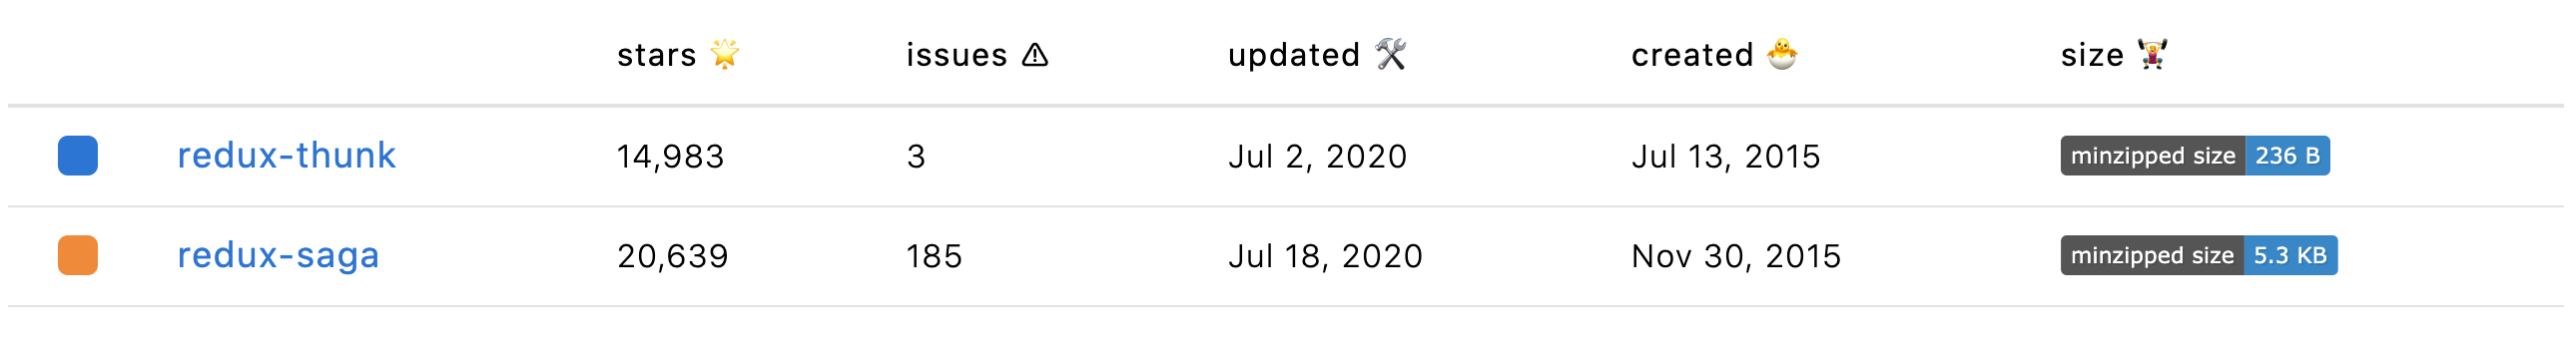 stars 🌟 issues ⚠ updated 🛠 created 🐣 size 🏋
redux-thunk 14,983 3 Jul 2, 2020 Jul 13, 2015 minzipped size 236 B
redux-saga 20,639 185 Jul 18, 2020 Nov 30, 2015 minzipped size 5.3 KB